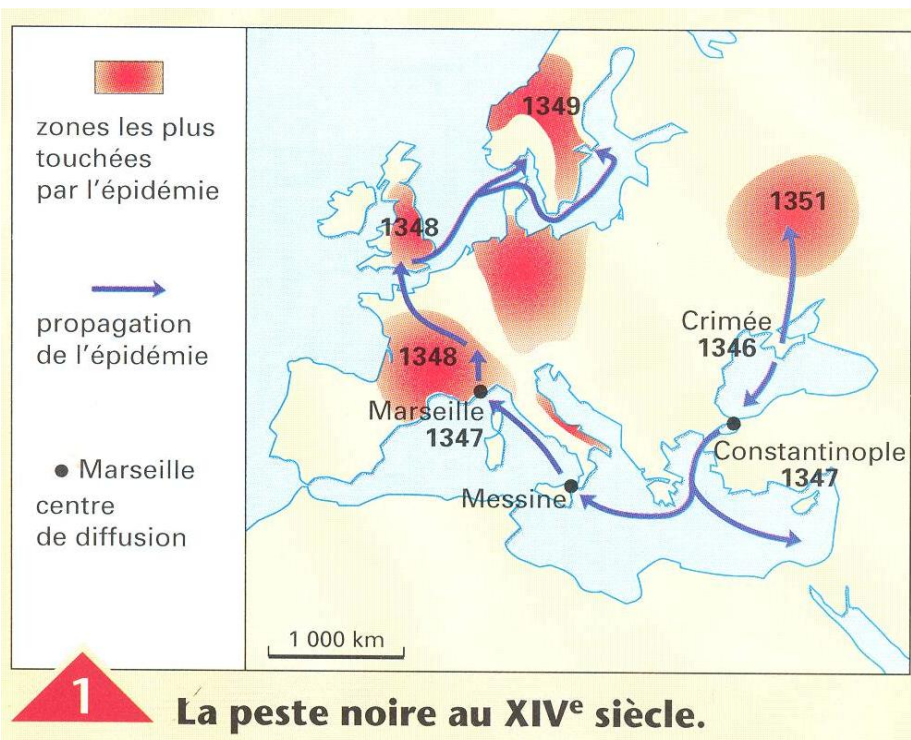 zones les plus
touchées
par l'épidémie
propagation
de l'épidémie
● Marseille
centre
de diffusion
1349
1348
1351
Crimée
1346
1348
Marseille
1347
Constantinople
1347
Messine
1 000 km
1
La peste noire au XIVe siècle.